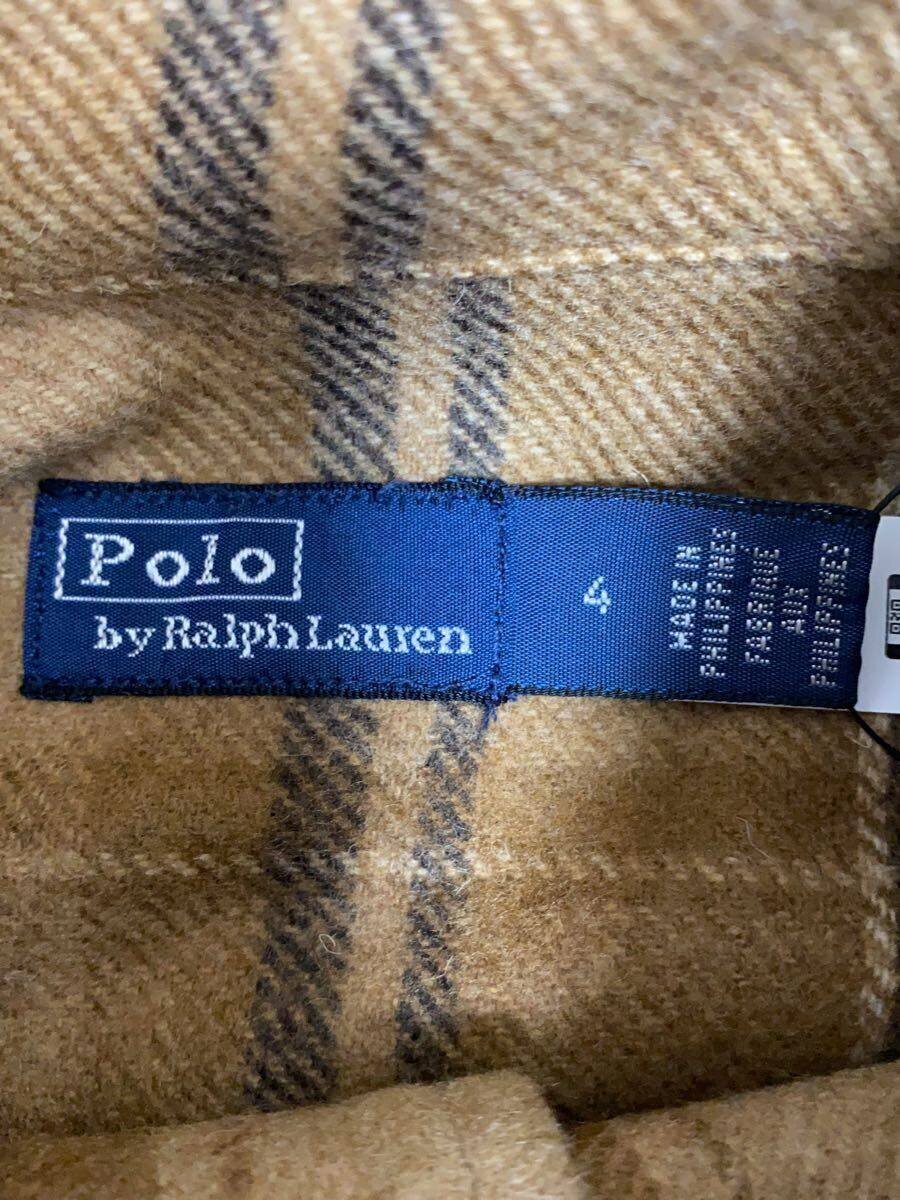 Polo
by Ralph Lauren
4
MADE IN
PHILIPPINES
FABRIQUE
AUX
PHILIPPINES